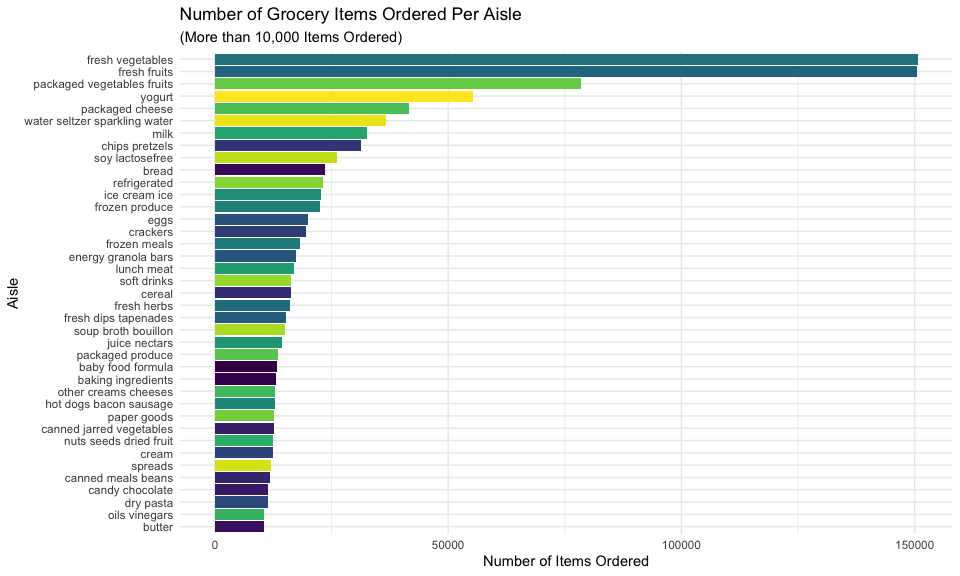 Number of Grocery Items Ordered Per Aisle
(More than 10,000 Items Ordered)
fresh vegetables
fresh fruits
packaged vegetables fruits
yogurt
packaged cheese
water seltzer sparkling water
milk
chips pretzels
soy lactosefree
bread
refrigerated
ice cream ice
frozen produce
eggs
crackers
frozen meals
energy granola bars
lunch meat
soft drinks
cereal
fresh herbs
fresh dips tapenades
soup broth bouillon
juice nectars
packaged produce
baby food formula
baking ingredients
other creams cheeses
hot dogs bacon sausage
paper goods
canned jarred vegetables
nuts seeds dried fruit
cream
spreads
canned meals beans
candy chocolate
dry pasta
oils vinegars
butter
Aisle
0 50000 100000 150000
Number of Items Ordered